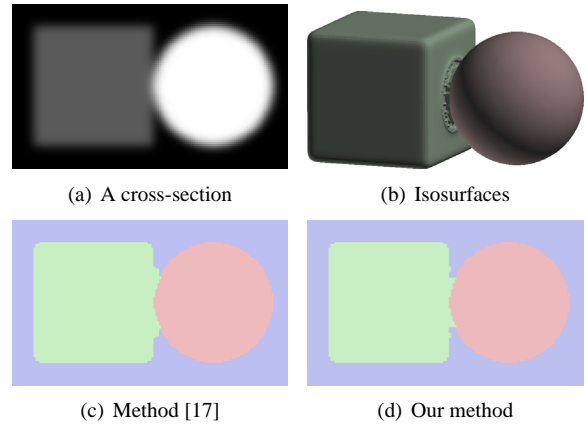 (a) A cross-section
(b) Isosurfaces
(c) Method [17]
(d) Our method